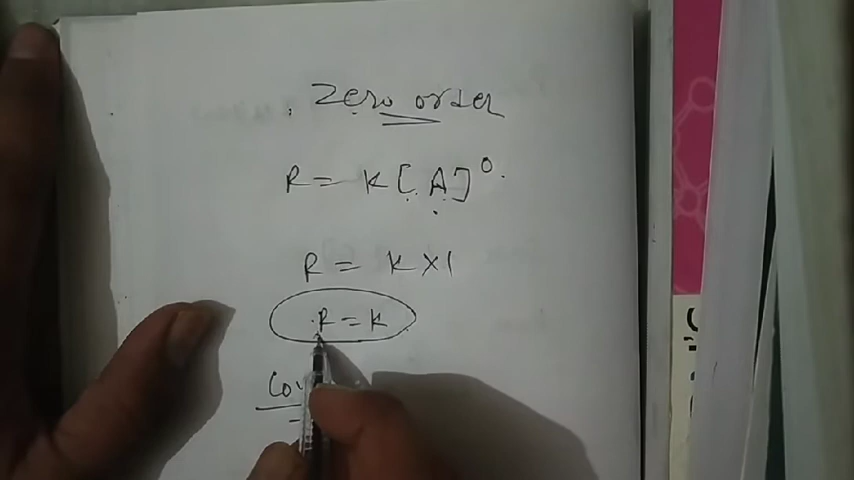 Zero order
R = K[A]⁰
R = K×1
R = K